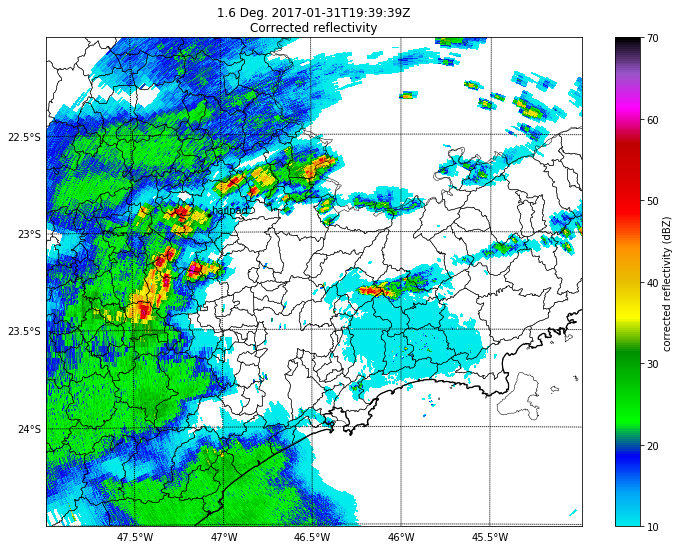 1.6 Deg. 2017-01-31T19:39:39Z
Corrected reflectivity
22.5°S
23°S
23.5°S
24°S
47.5°W
47°W
46.5°W
46°W
45.5°W
70
60
50
40
30
20
10
corrected reflectivity (dBZ)